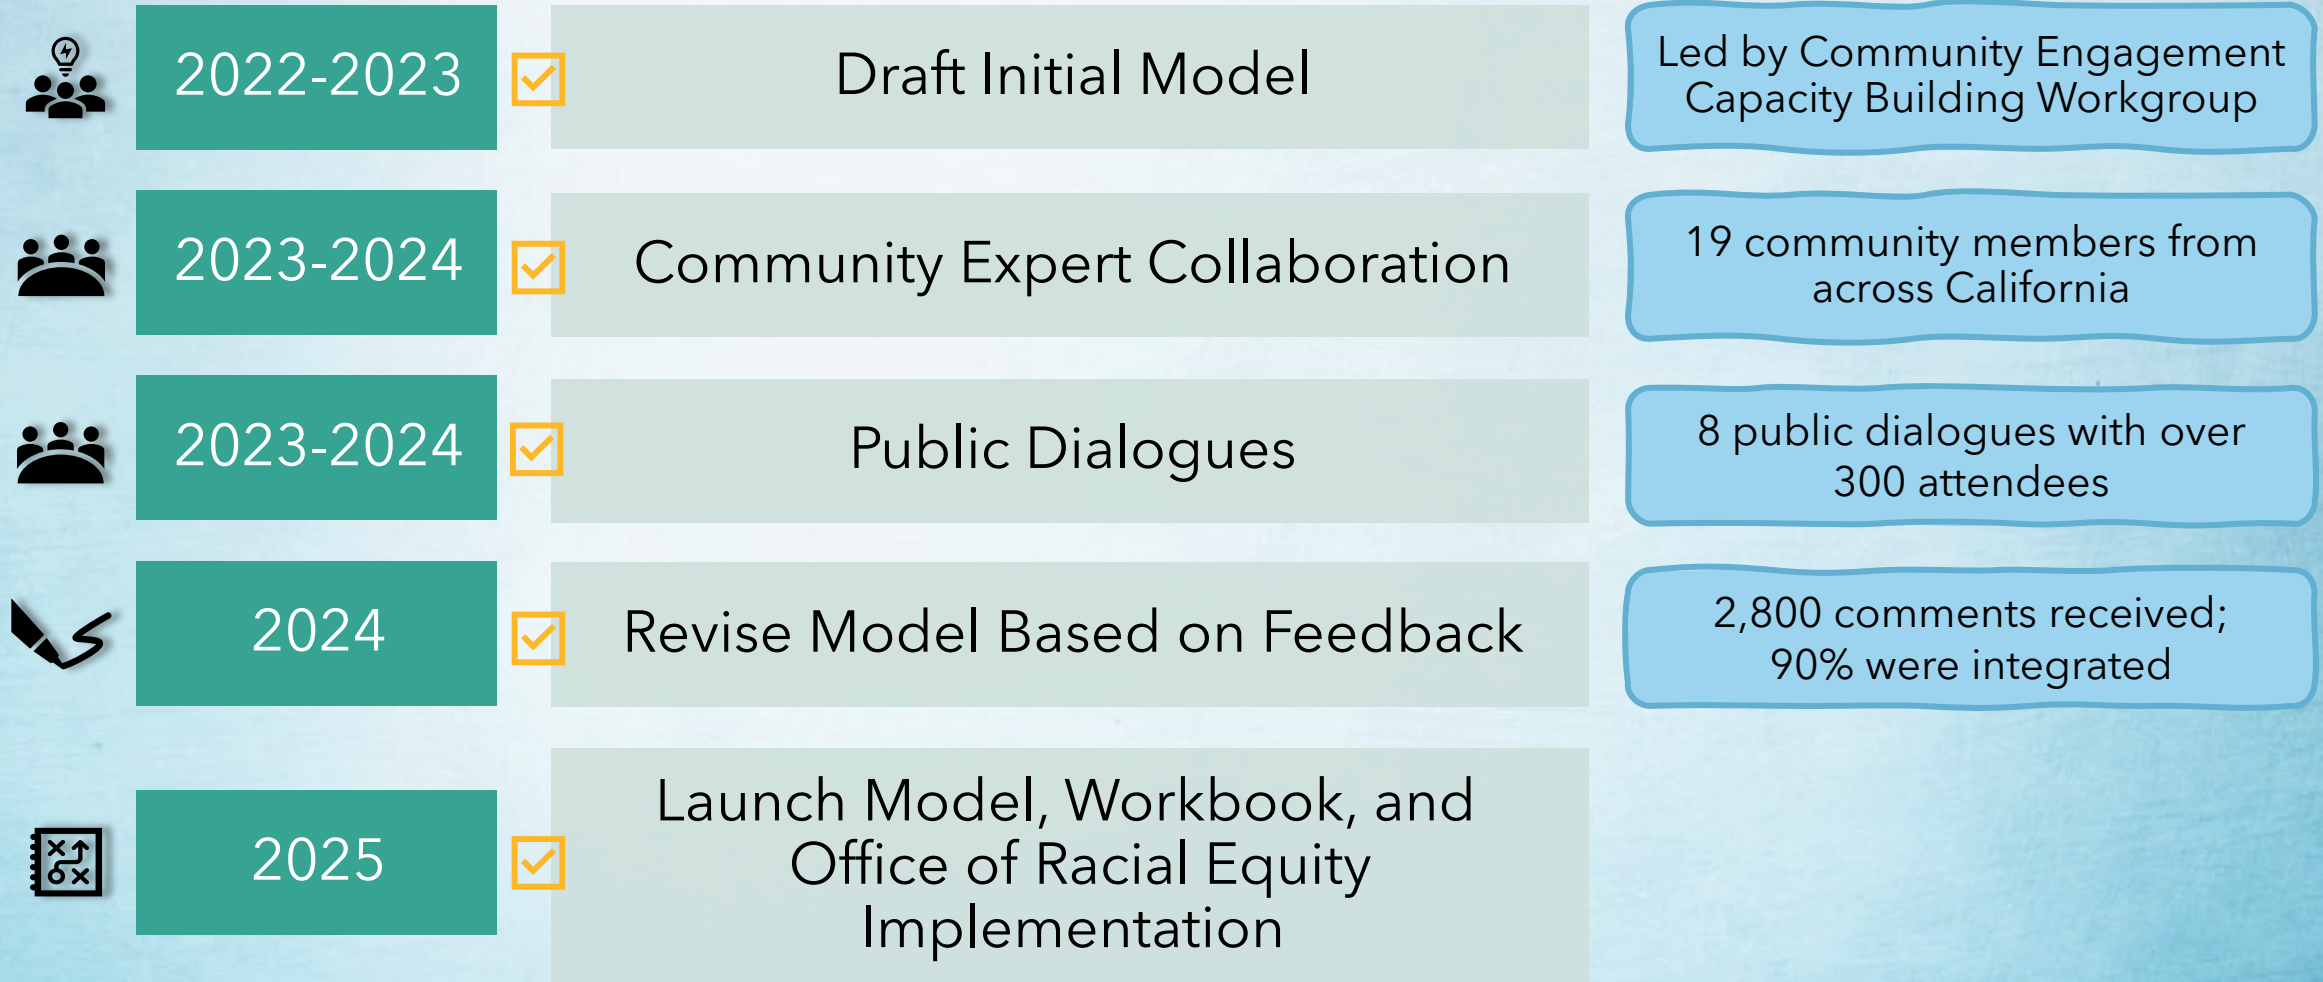 2022-2023
Draft Initial Model
Led by Community Engagement
Capacity Building Workgroup
2023-2024
Community Expert Collaboration
19 community members from
across California
2023-2024
Public Dialogues
8 public dialogues with over
300 attendees
2024
Revise Model Based on Feedback
2,800 comments received;
90% were integrated
2025
Launch Model, Workbook, and
Office of Racial Equity
Implementation